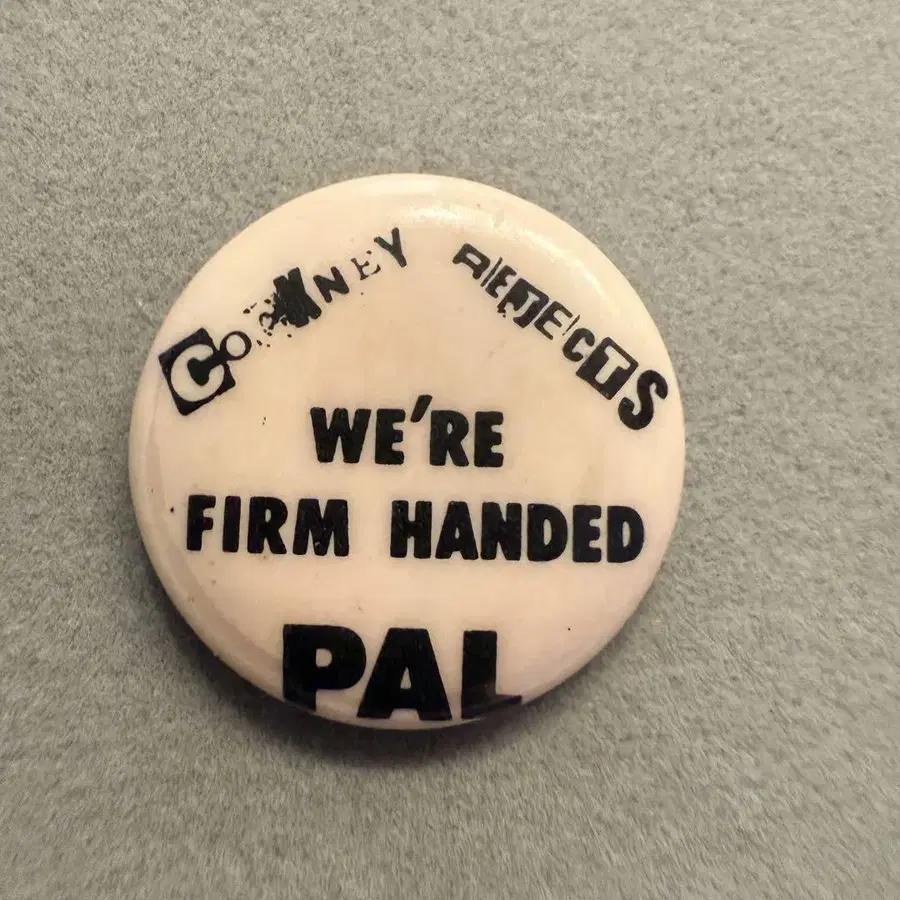 COCKNEY REJECTS
WE'RE
FIRM HANDED
PAL